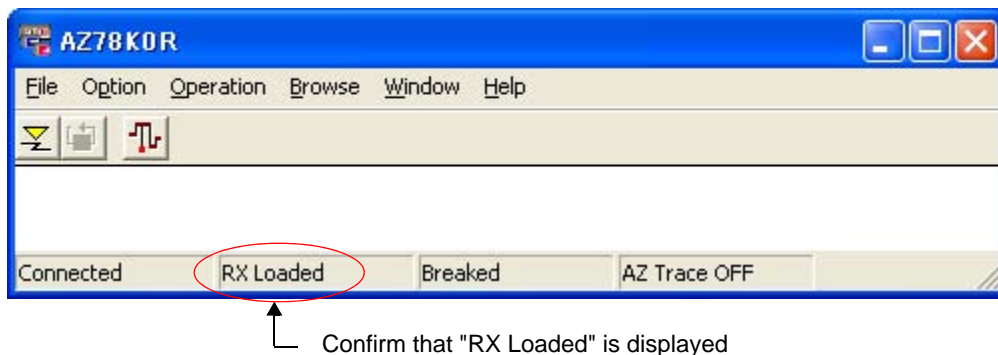 AZ78K0R
File Option Operation Browse Window Help
Connected RX Loaded Breaked AZ Trace OFF
Confirm that "RX Loaded" is displayed